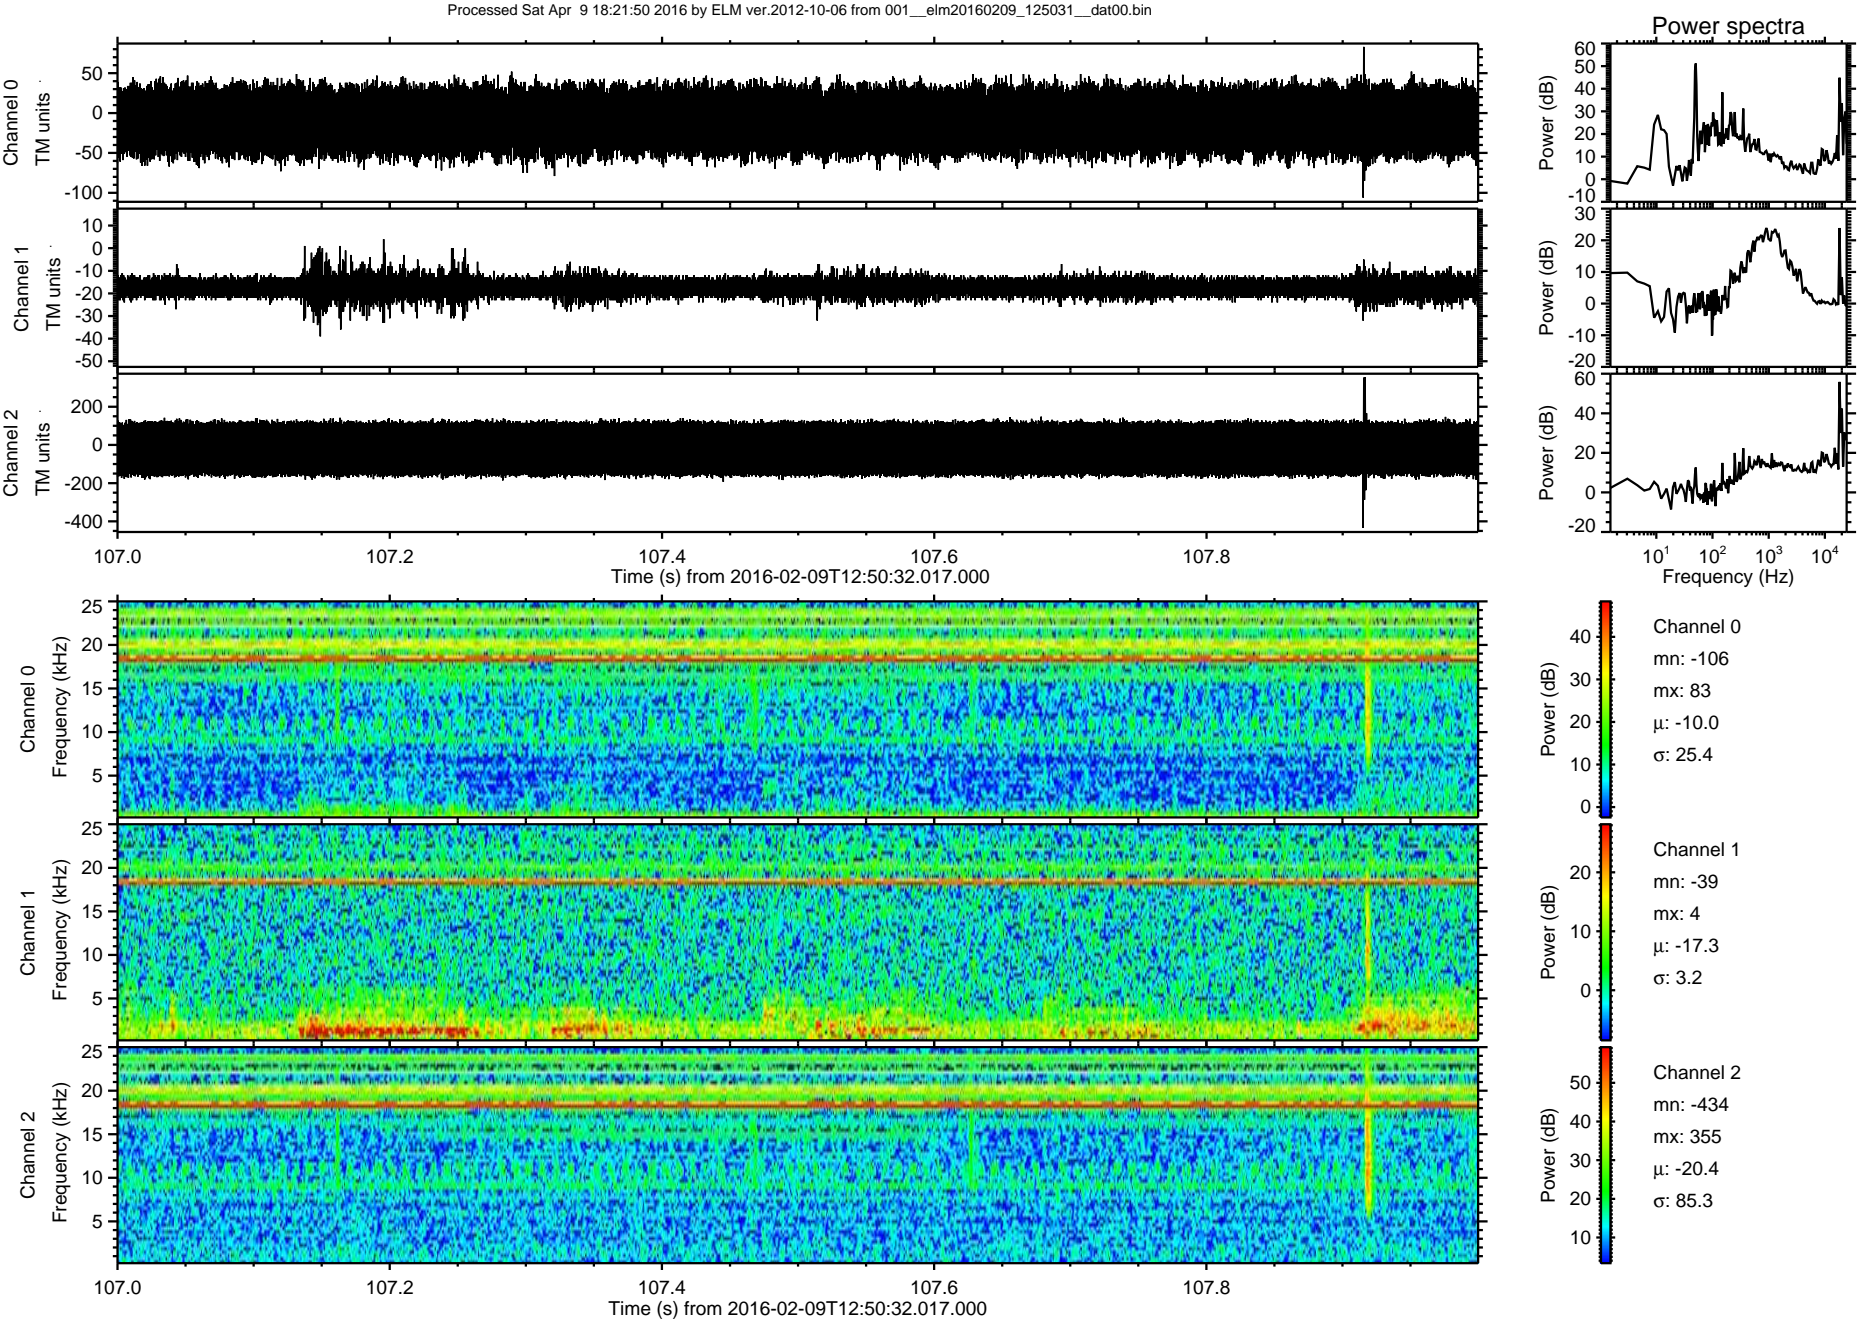 Processed Sat Apr  9 18:21:50 2016 by ELM ver.2012-10-06 from 001__elm20160209_125031__dat00.bin
Power spectra
Channel 0
TM units
50
0
-50
-100
Power (dB)
60
50
40
30
20
10
0
-10
Channel 1
TM units
10
0
-10
-20
-30
-40
-50
Power (dB)
30
20
10
0
-10
-20
Channel 2
TM units
200
0
-200
-400
Power (dB)
60
40
20
0
-20
107.0 107.2 107.4 107.6 107.8
Time (s) from 2016-02-09T12:50:32.017.000
10¹ 10² 10³ 10⁴
Frequency (Hz)
Channel 0
Frequency (kHz)
25
20
15
10
5
Power (dB)
40
30
20
10
0
Channel 0
mn: -106
mx: 83
μ: -10.0
σ: 25.4
Channel 1
Frequency (kHz)
25
20
15
10
5
Power (dB)
20
10
0
Channel 1
mn: -39
mx: 4
μ: -17.3
σ: 3.2
Channel 2
Frequency (kHz)
25
20
15
10
5
Power (dB)
50
40
30
20
10
Channel 2
mn: -434
mx: 355
μ: -20.4
σ: 85.3
107.0 107.2 107.4 107.6 107.8
Time (s) from 2016-02-09T12:50:32.017.000